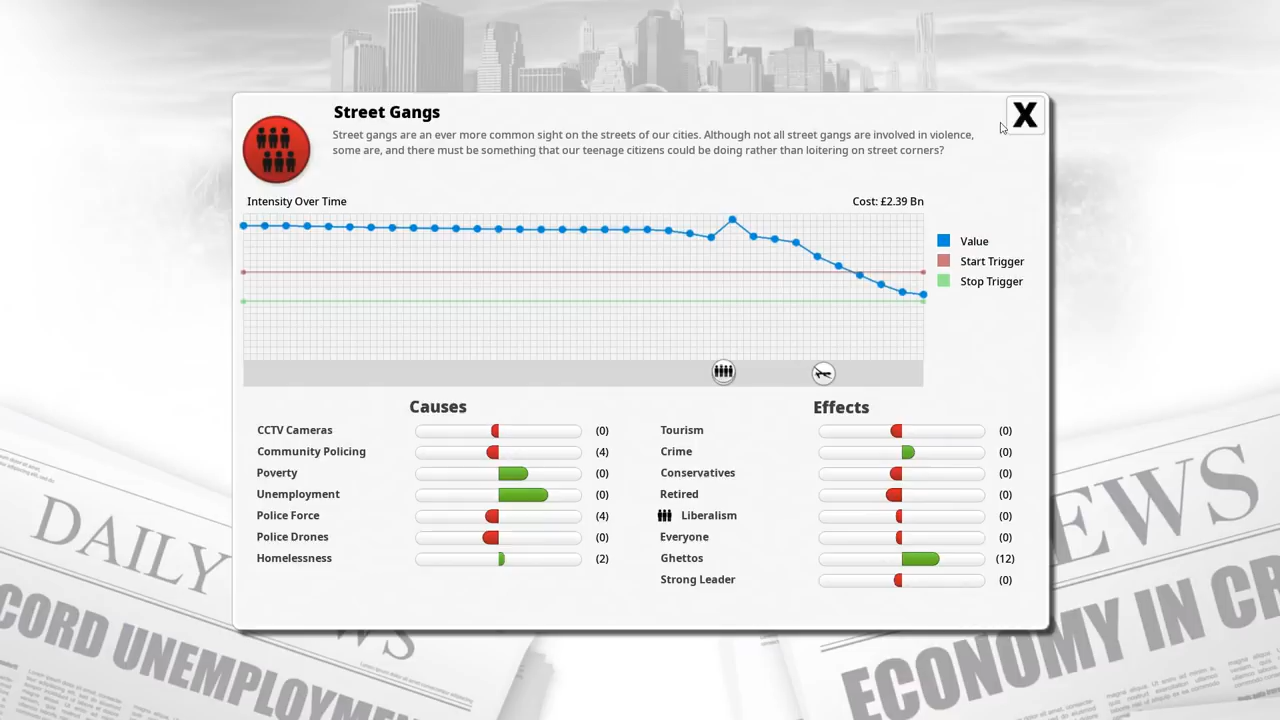 Street Gangs
X
Street gangs are an ever more common sight on the streets of our cities. Although not all street gangs are involved in violence,
some are, and there must be something that our teenage citizens could be doing rather than loitering on street corners?
Intensity Over Time
Cost: £2.39 Bn
Value
Start Trigger
Stop Trigger
Causes
CCTV Cameras (0)
Community Policing (4)
Poverty (0)
Unemployment (0)
Police Force (4)
Police Drones (0)
Homelessness (2)
Effects
Tourism (0)
Crime (0)
Conservatives (0)
Retired (0)
Liberalism (0)
Everyone (0)
Ghettos (12)
Strong Leader (0)
DAILY
WS
CORD UNEMPLOYME
EWS
ECONOMY IN CR